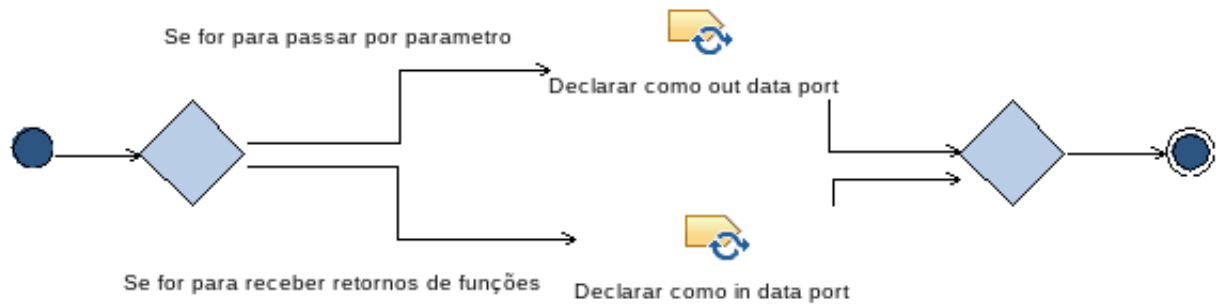 Se for para passar por parametro
Declarar como out data port
Se for para receber retornos de funções
Declarar como in data port